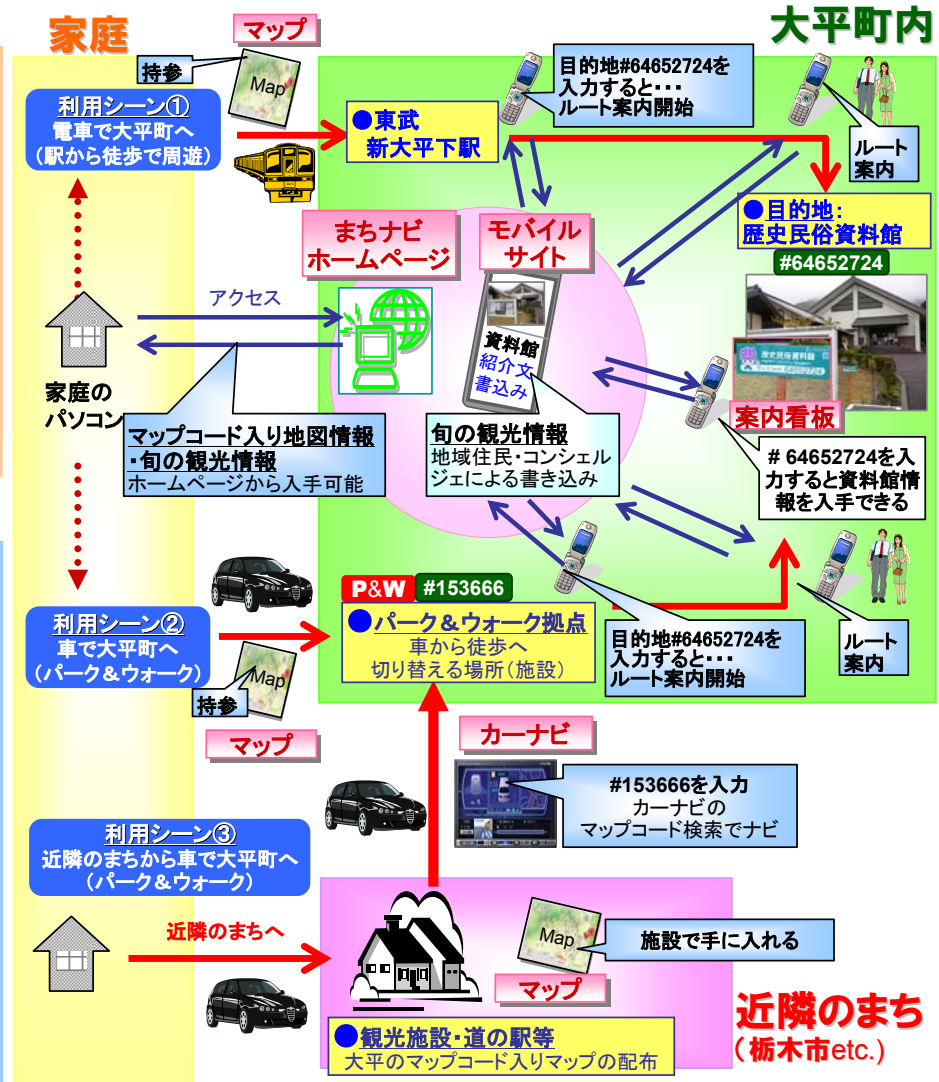 家庭
マップ
大平町内
持参
Map
目的地#64652724を
入力すると・・・
ルート案内開始
利用シーン①
電車で大平町へ
(駅から徒歩で周遊)
●東武
新大平下駅
ルート
案内
●目的地:
歴史民俗資料館
#64652724
まちナビ
ホームページ
モバイル
サイト
アクセス
資料館
紹介文
書込み
歴史民俗資料館
64652724
家庭の
パソコン
案内看板
マップコード入り地図情報
・旬の観光情報
ホームページから入手可能
旬の観光情報
地域住民・コンシェル
ジェによる書き込み
# 64652724を入
力すると資料館情
報を入手できる
P&W
#153666
利用シーン②
車で大平町へ
(パーク&ウォーク)
●パーク&ウォーク拠点
車から徒歩へ
切り替える場所(施設)
目的地#64652724を
入力すると・・・
ルート案内開始
ルート
案内
Map
持参
マップ
カーナビ
#153666を入力
カーナビの
マップコード検索でナビ
利用シーン③
近隣のまちから車で大平町へ
(パーク&ウォーク)
近隣のまちへ
Map
施設で手に入れる
マップ
●観光施設・道の駅等
大平のマップコード入りマップの配布
近隣のまち
(栃木市etc.)